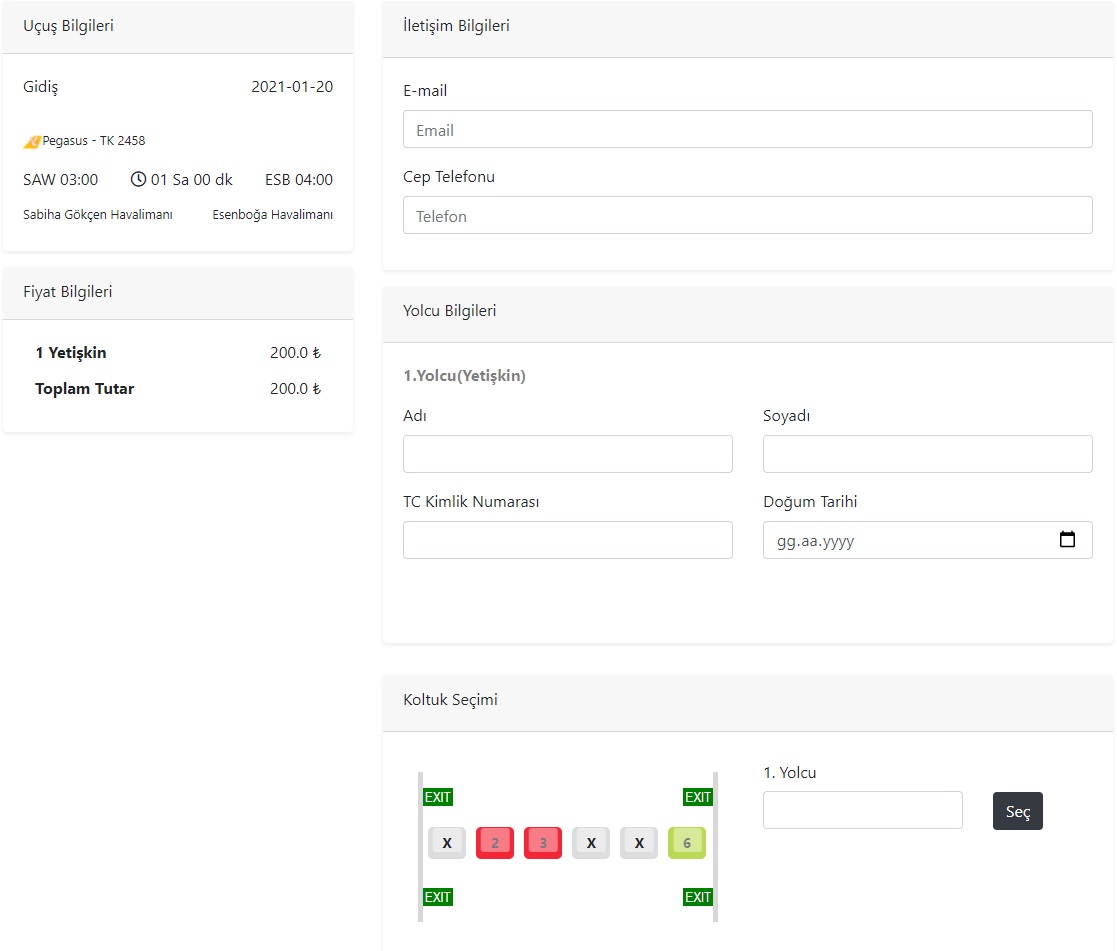 Uçuş Bilgileri
Gidiş 2021-01-20
Pegasus - TK 2458
SAW 03:00 01 Sa 00 dk ESB 04:00
Sabiha Gökçen Havalimanı Esenboğa Havalimanı
Fiyat Bilgileri
1 Yetişkin 200.0 ₺
Toplam Tutar 200.0 ₺
İletişim Bilgileri
E-mail
Email
Cep Telefonu
Telefon
Yolcu Bilgileri
1.Yolcu(Yetişkin)
Adı Soyadı
TC Kimlik Numarası Doğum Tarihi
gg.aa.yyyy
Koltuk Seçimi
EXIT EXIT
X 2 3 X X 6
EXIT EXIT
1. Yolcu
Seç